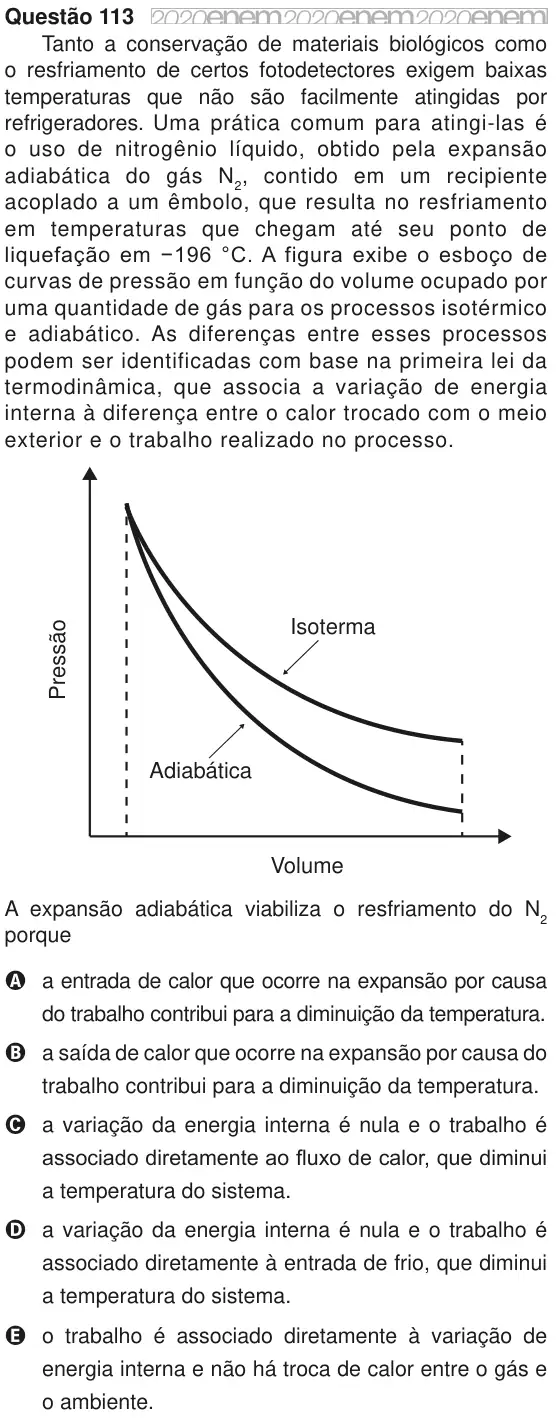 Questão 113 2020enem2020enem2020enem
Tanto a conservação de materiais biológicos como
o resfriamento de certos fotodetectores exigem baixas
temperaturas que não são facilmente atingidas por
refrigeradores. Uma prática comum para atingi-las é
o uso de nitrogênio líquido, obtido pela expansão
adiabática do gás N₂, contido em um recipiente
acoplado a um êmbolo, que resulta no resfriamento
em temperaturas que chegam até seu ponto de
liquefação em −196 °C. A figura exibe o esboço de
curvas de pressão em função do volume ocupado por
uma quantidade de gás para os processos isotérmico
e adiabático. As diferenças entre esses processos
podem ser identificadas com base na primeira lei da
termodinâmica, que associa a variação de energia
interna à diferença entre o calor trocado com o meio
exterior e o trabalho realizado no processo.
Pressão
Isoterma
Adiabática
Volume
A expansão adiabática viabiliza o resfriamento do N₂
porque
A a entrada de calor que ocorre na expansão por causa
do trabalho contribui para a diminuição da temperatura.
B a saída de calor que ocorre na expansão por causa do
trabalho contribui para a diminuição da temperatura.
C a variação da energia interna é nula e o trabalho é
associado diretamente ao fluxo de calor, que diminui
a temperatura do sistema.
D a variação da energia interna é nula e o trabalho é
associado diretamente à entrada de frio, que diminui
a temperatura do sistema.
E o trabalho é associado diretamente à variação de
energia interna e não há troca de calor entre o gás e
o ambiente.